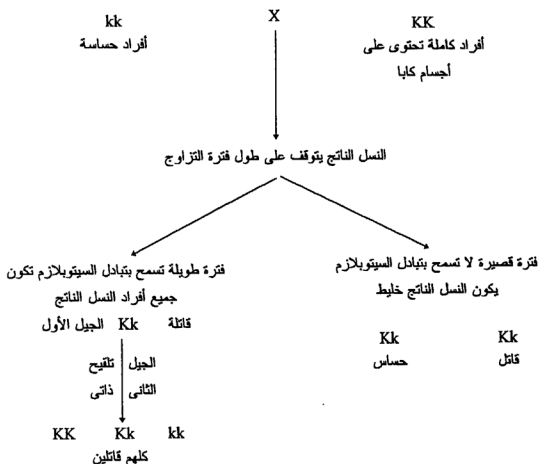 kk X KK
أفراد حساسة
أفراد كاملة تحتوى على
أجسام كابا
النسل الناتج يتوقف على طول فترة التزاوج
فترة قصيرة لا تسمح بتبادل السيتوبلازم
يكون النسل الناتج خليط
Kk Kk
قاتل حساس
فترة طويلة تسمح بتبادل السيتوبلازم تكون
جميع أفراد النسل الناتج
قاتلة Kk الجيل الأول
الجيل تلقيح
الثانى ذاتى
KK Kk kk
كلهم قاتلين